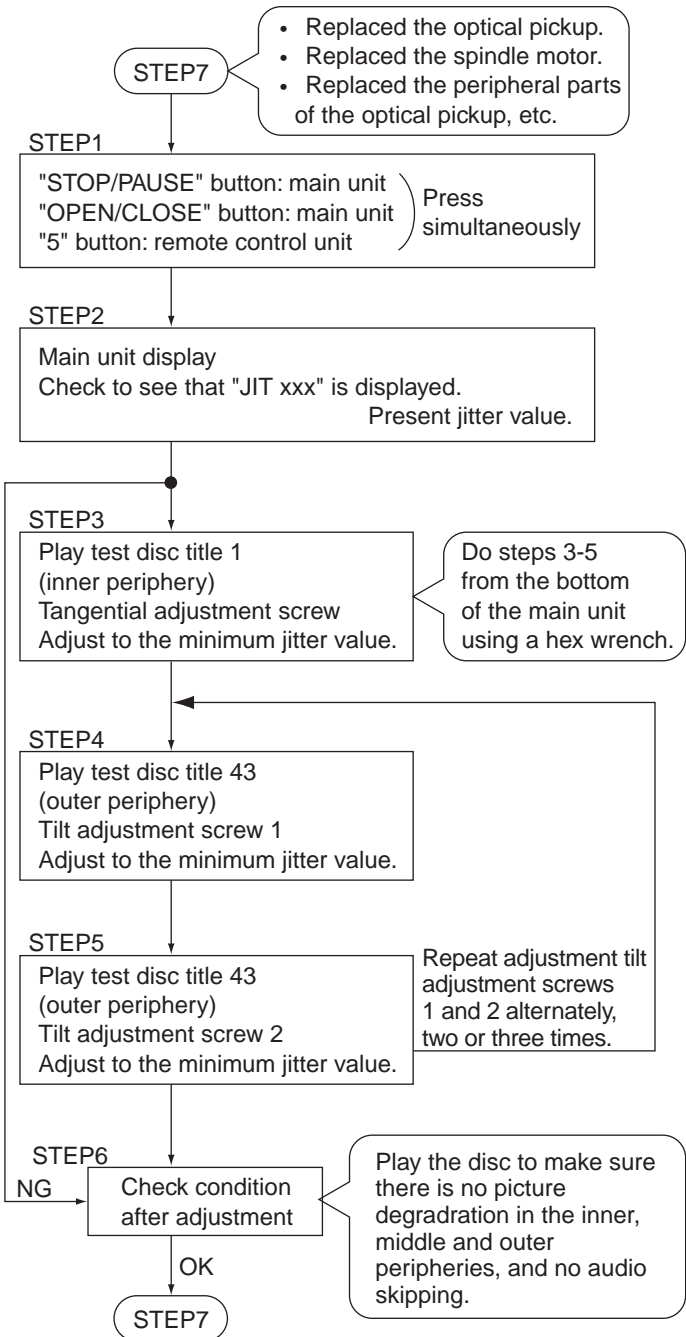 STEP7
• Replaced the optical pickup.
• Replaced the spindle motor.
• Replaced the peripheral parts
of the optical pickup, etc.
STEP1
"STOP/PAUSE" button: main unit
"OPEN/CLOSE" button: main unit
"5" button: remote control unit
Press
simultaneously
STEP2
Main unit display
Check to see that "JIT xxx" is displayed.
Present jitter value.
STEP3
Play test disc title 1
(inner periphery)
Tangential adjustment screw
Adjust to the minimum jitter value.
Do steps 3-5
from the bottom
of the main unit
using a hex wrench.
STEP4
Play test disc title 43
(outer periphery)
Tilt adjustment screw 1
Adjust to the minimum jitter value.
STEP5
Play test disc title 43
(outer periphery)
Tilt adjustment screw 2
Adjust to the minimum jitter value.
Repeat adjustment tilt
adjustment screws
1 and 2 alternately,
two or three times.
STEP6
NG
Check condition
after adjustment
Play the disc to make sure
there is no picture
degradration in the inner,
middle and outer
peripheries, and no audio
skipping.
OK
STEP7